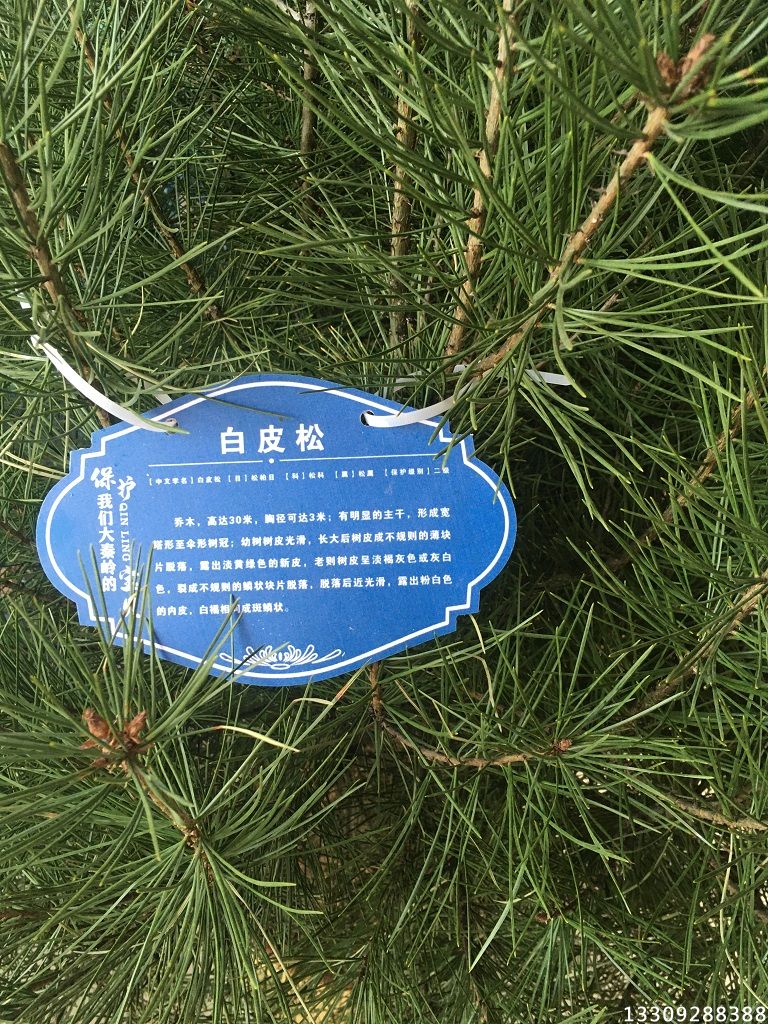 白皮松
【中文学名】白皮松 【目】松柏目 【科】松科 【属】松属 【保护级别】二级
保护
我们大秦岭的
QIN LING
乔木，高达30米，胸径可达3米；有明显的主干，形成宽
塔形至伞形树冠；幼树树皮光滑，长大后树皮成不规则的薄块
片脱落，露出淡黄绿色的新皮，老则树皮呈淡褐灰色或灰白
色，裂成不规则的鳞状块片脱落，脱落后近光滑，露出粉白色
的内皮，白褐相间成斑鳞状。
13309288388